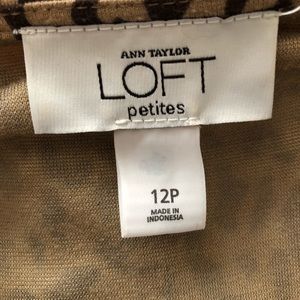 ANN TAYLOR
LOFT
petites
12P
MADE IN
INDONESIA